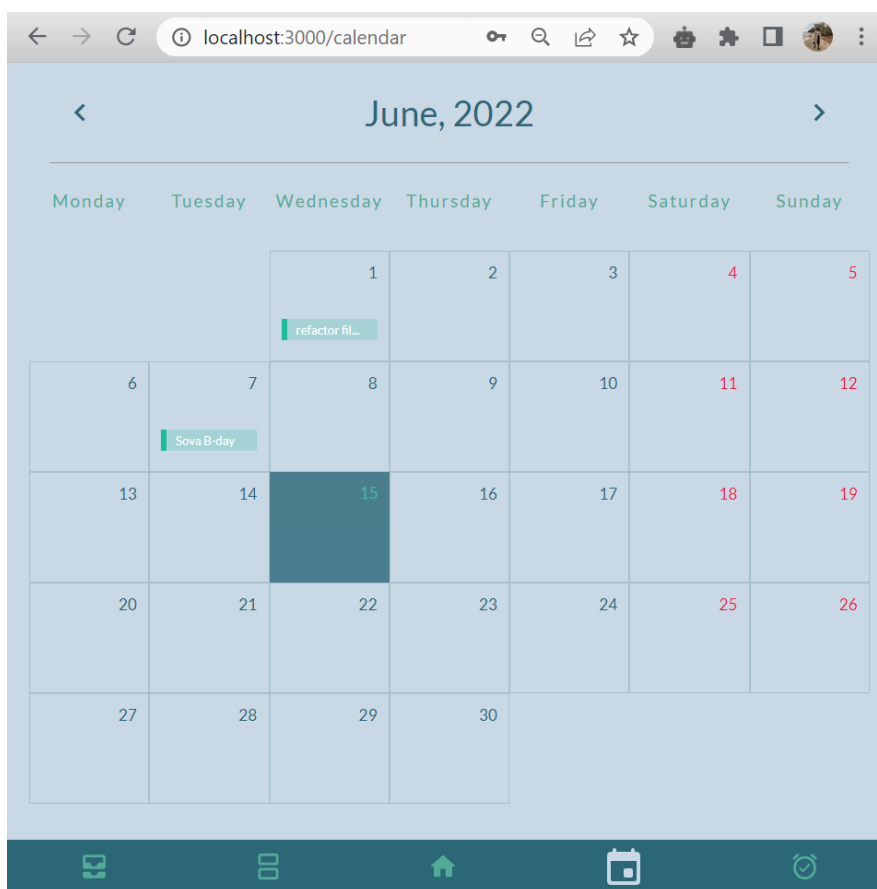 localhost:3000/calendar
June, 2022
Monday Tuesday Wednesday Thursday Friday Saturday Sunday
1 2 3 4 5
refactor fil...
6 7 8 9 10 11 12
Sova B-day
13 14 15 16 17 18 19
20 21 22 23 24 25 26
27 28 29 30